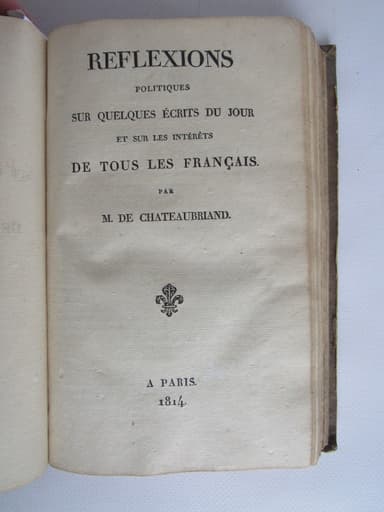 REFLEXIONS
POLITIQUES
SUR QUELQUES ÉCRITS DU JOUR
ET SUR LES INTÉRÊTS
DE TOUS LES FRANÇAIS.
PAR
M. DE CHATEAUBRIAND.
A PARIS.
1814.